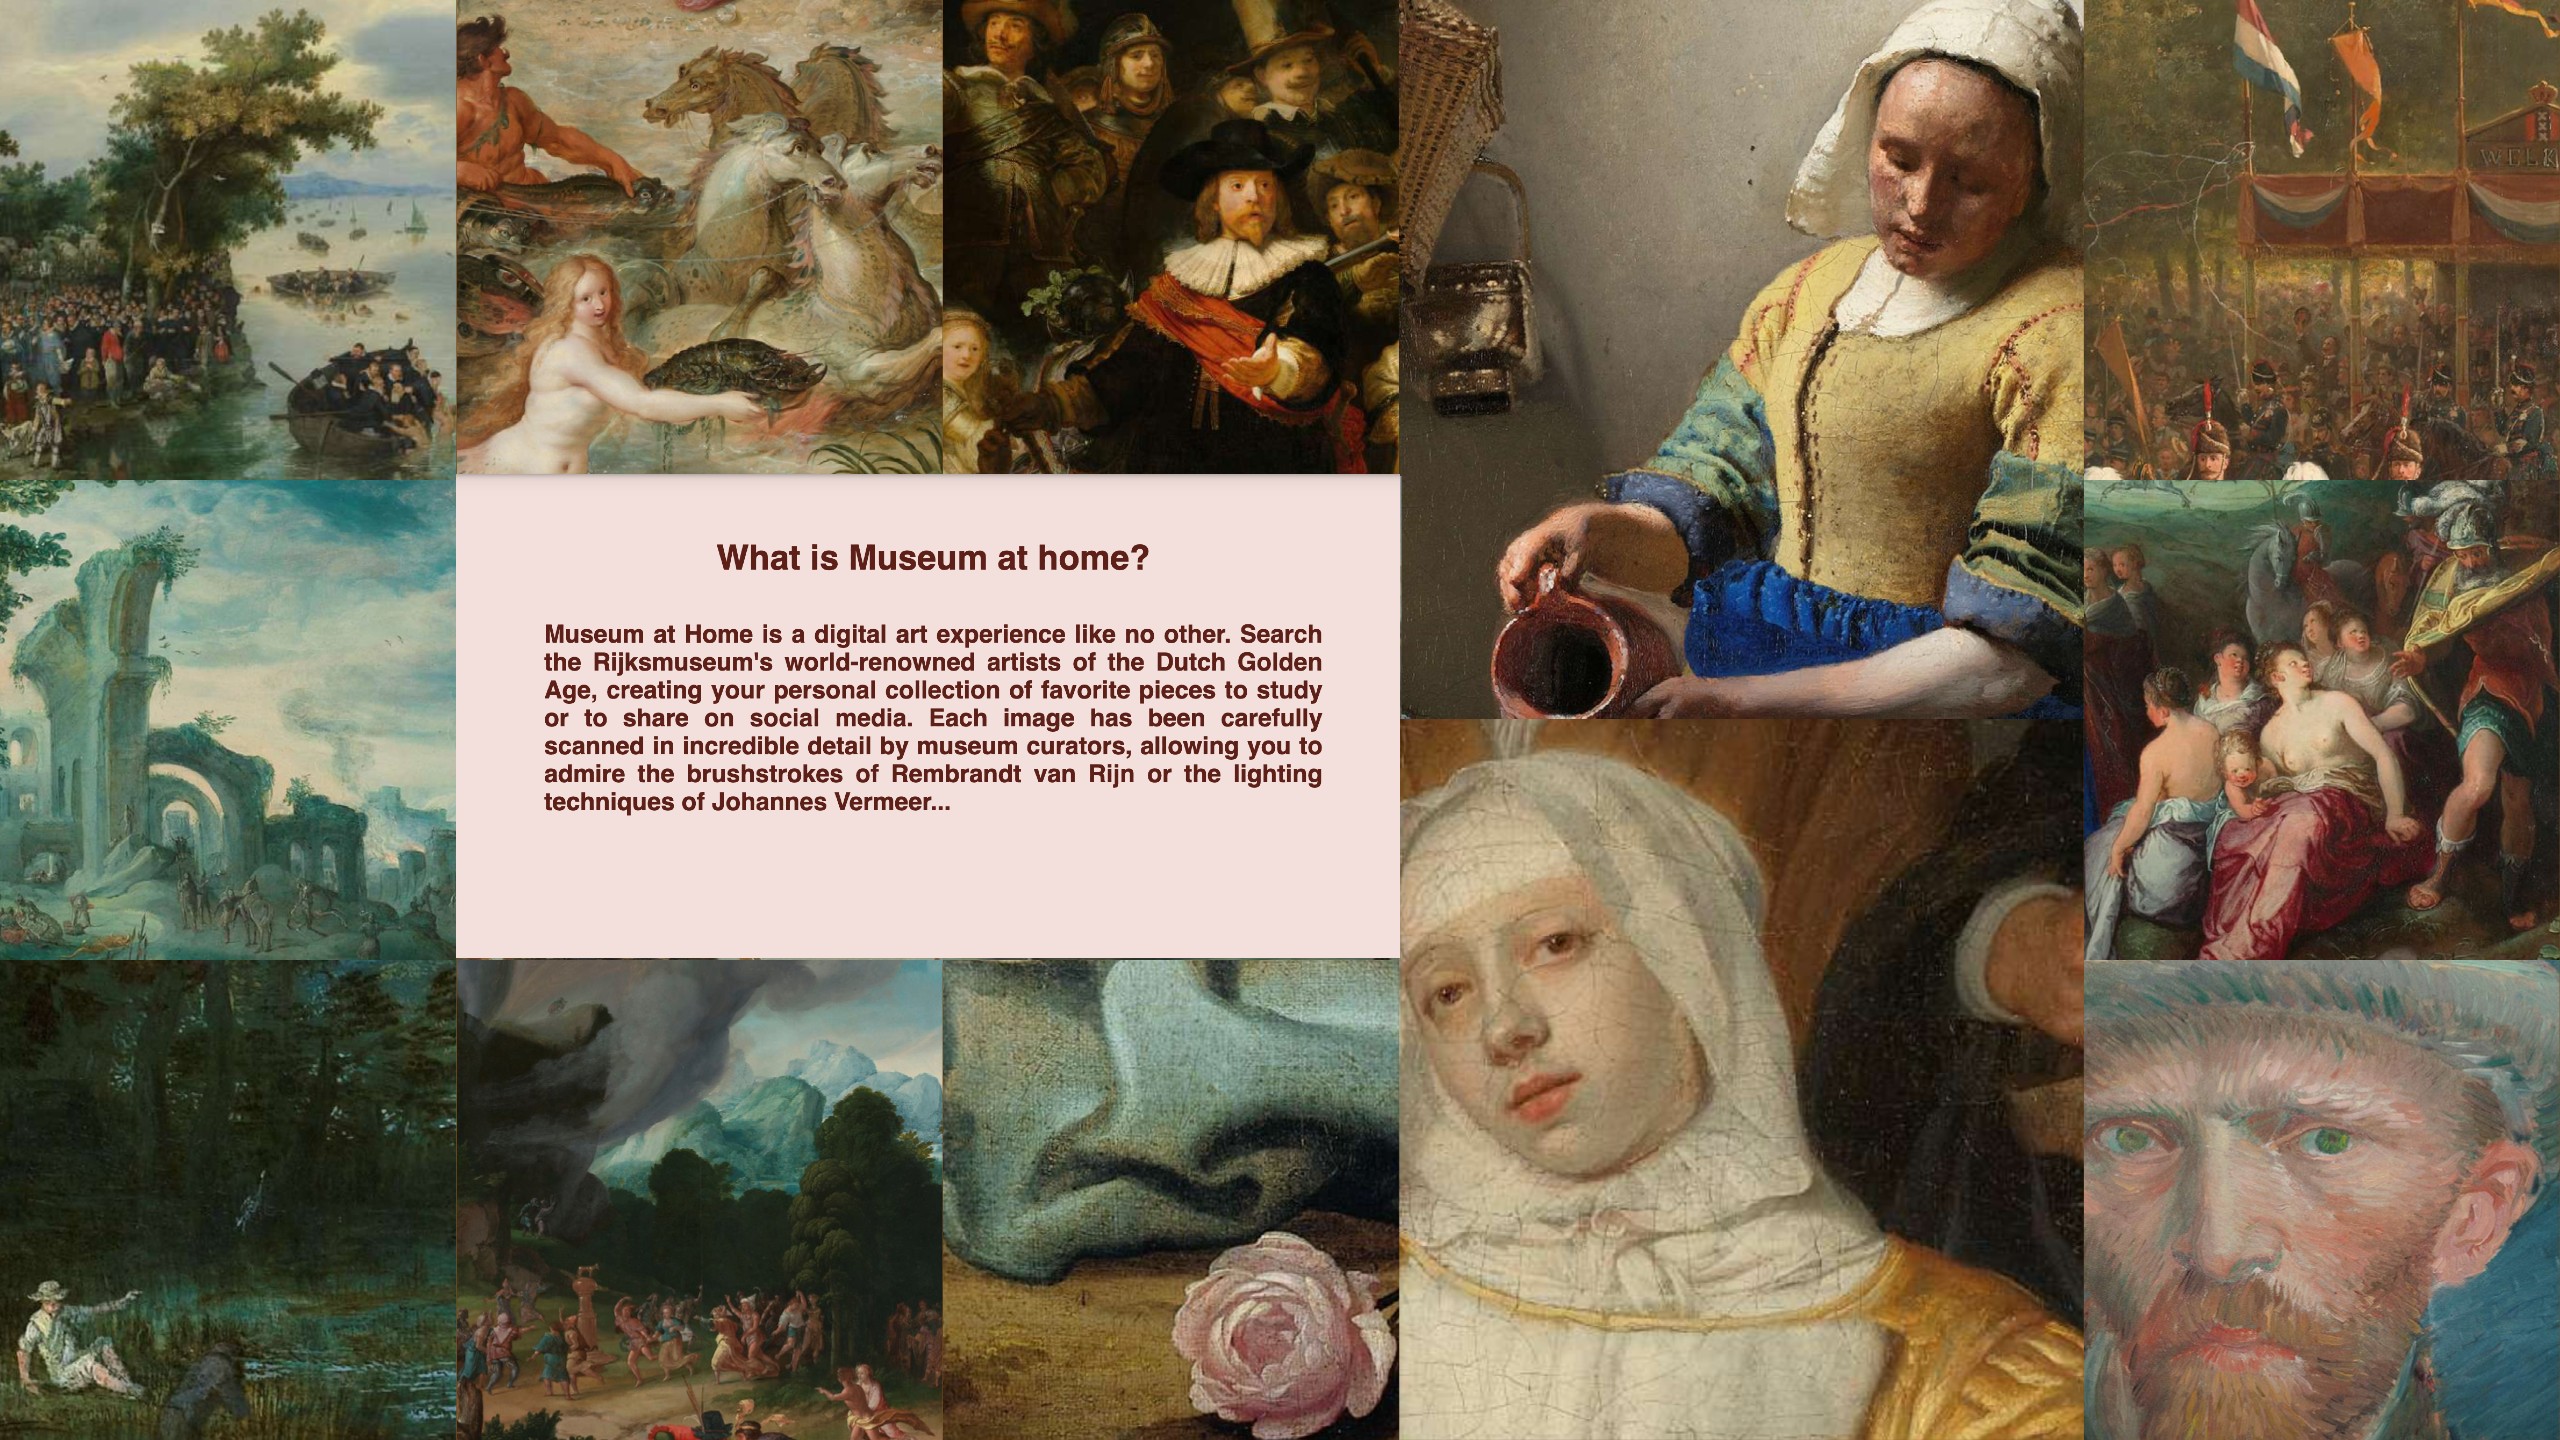 What is Museum at home?
Museum at Home is a digital art experience like no other. Search
the Rijksmuseum's world-renowned artists of the Dutch Golden
Age, creating your personal collection of favorite pieces to study
or to share on social media. Each image has been carefully
scanned in incredible detail by museum curators, allowing you to
admire the brushstrokes of Rembrandt van Rijn or the lighting
techniques of Johannes Vermeer...